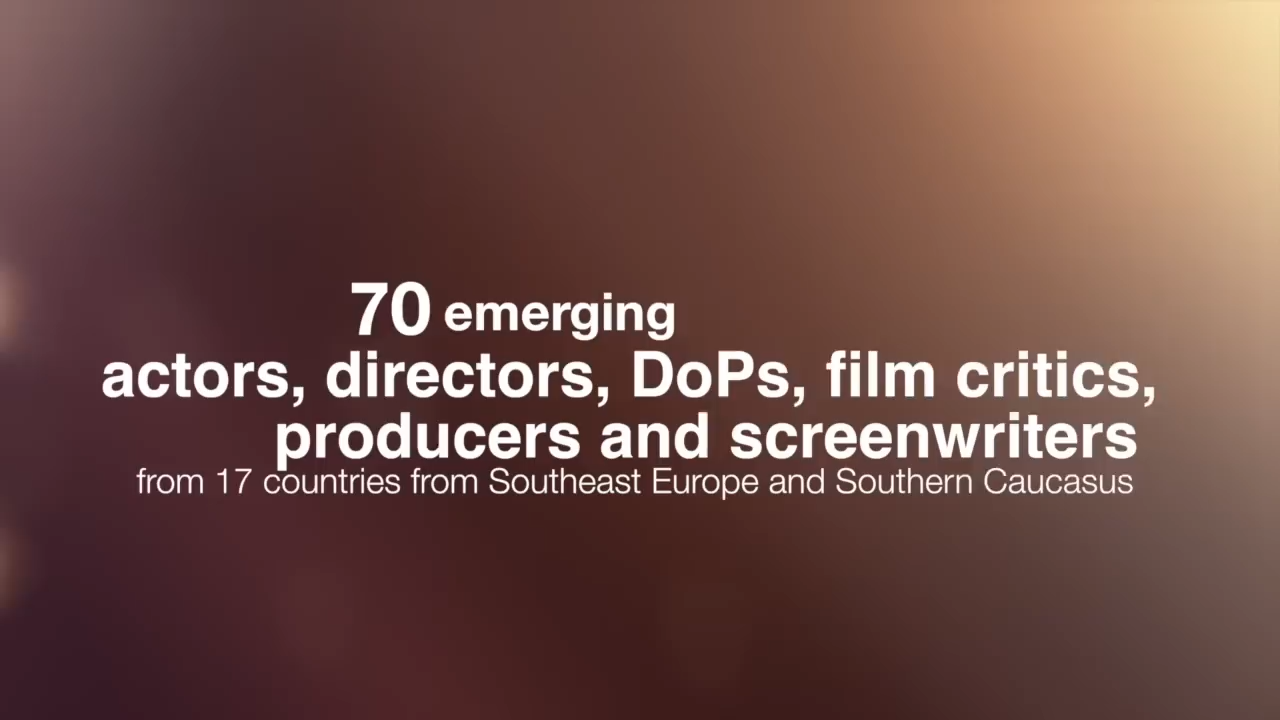 70 emerging
actors, directors, DoPs, film critics,
producers and screenwriters
from 17 countries from Southeast Europe and Southern Caucasus